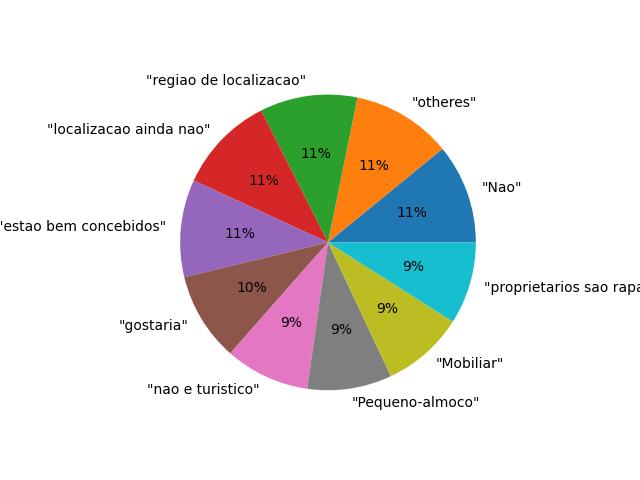 "regiao de localizacao"
"otheres"
"localizacao ainda nao"
11%
11%
11%
11%
"Nao"
11%
"estao bem concebidos"
11%
9%
10%
"proprietarios sao
9%
9%
9%
"gostaria"
"Mobiliar"
"nao e turistico"
"Pequeno-almoco"